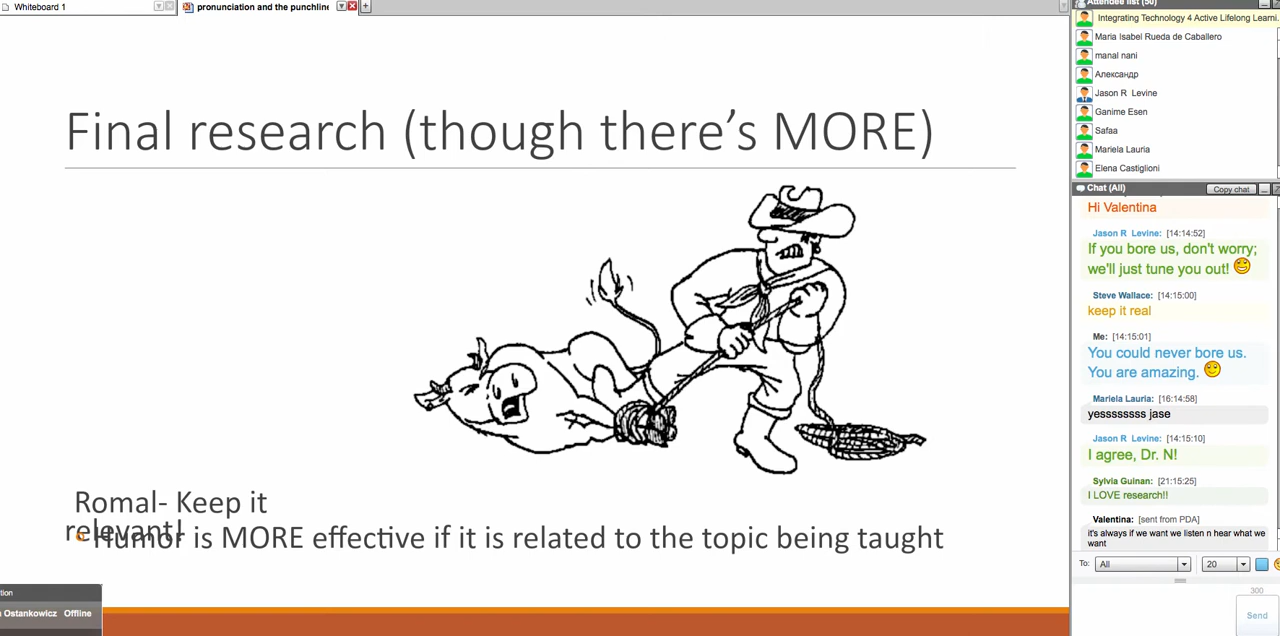 Whiteboard 1
pronunciation and the punchline
Final research (though there's MORE)
Romal- Keep it
relevant!
Humor is MORE effective if it is related to the topic being taught
Ostankowicz Offline
Attendee list (50)
Integrating Technology 4 Active Lifelong Learni
Maria Isabel Rueda de Caballero
manal nani
Александр
Jason R Levine
Ganime Esen
Safaa
Mariela Lauria
Elena Castiglioni
Chat (All)
Copy chat
Hi Valentina
Jason R Levine: [14:14:52]
If you bore us, don't worry;
we'll just tune you out!
Steve Wallace: [14:15:00]
keep it real
Me: [14:15:01]
You could never bore us.
You are amazing.
Mariela Lauria: [16:14:58]
yessssssss jase
Jason R Levine: [14:15:10]
I agree, Dr. N!
Sylvia Guinan: [21:15:25]
I LOVE research!!
Valentina: [sent from PDA]
it's always if we want we listen n hear what we
want
To: All 20
300
Send